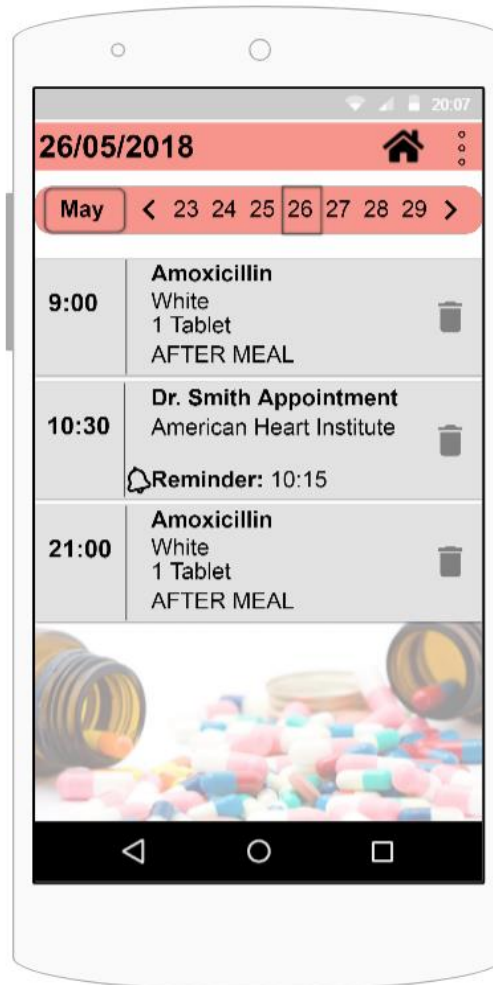 20:07
26/05/2018
May < 23 24 25 26 27 28 29 >
Amoxicillin
9:00 White
1 Tablet
AFTER MEAL
Dr. Smith Appointment
10:30 American Heart Institute
Reminder: 10:15
Amoxicillin
21:00 White
1 Tablet
AFTER MEAL